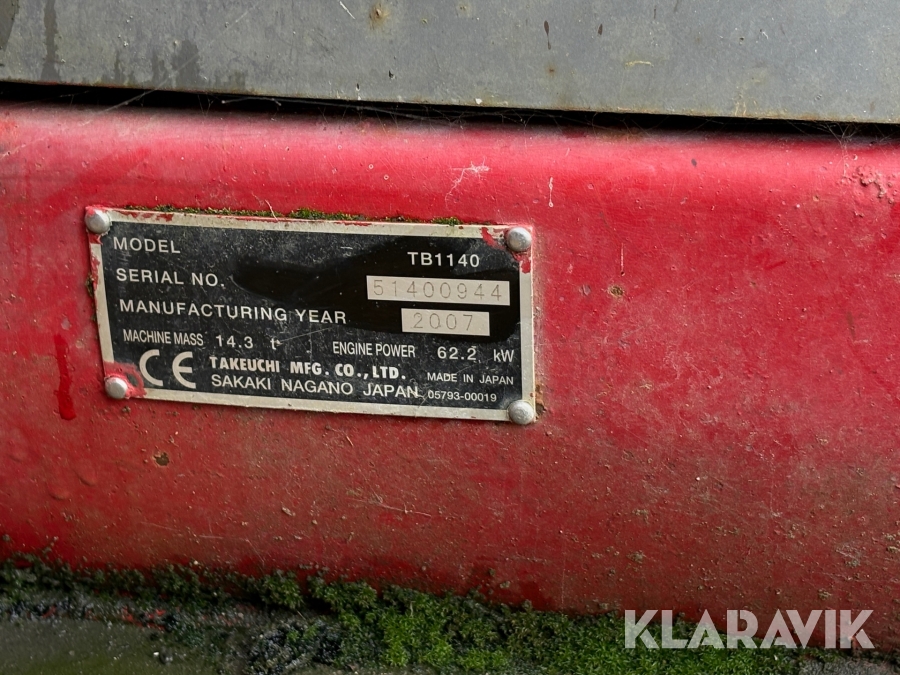 MODEL TB1140
SERIAL NO. 51400944
MANUFACTURING YEAR 2007
MACHINE MASS 14.3 t ENGINE POWER 62.2 kW
CE TAKEUCHI MFG. CO., LTD. MADE IN JAPAN
SAKAKI NAGANO JAPAN 05793-00019
KLARAVIK